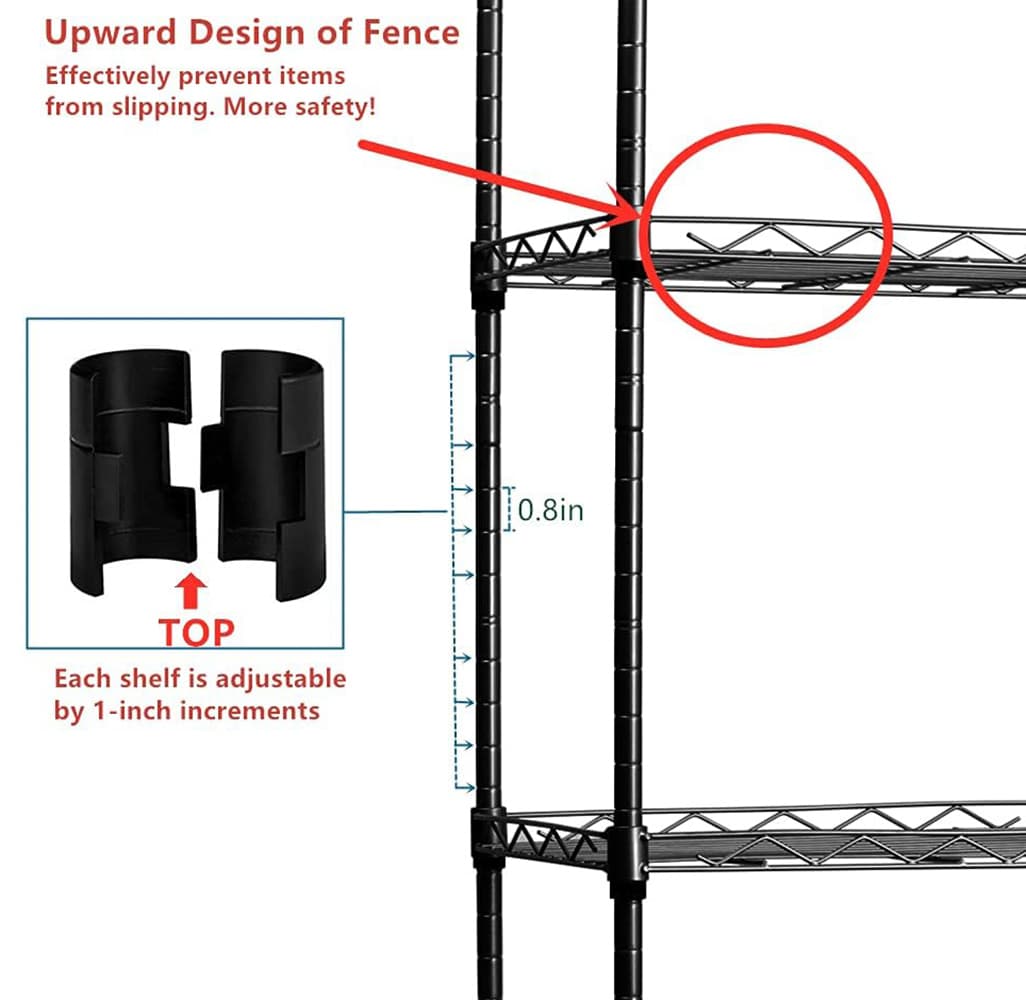 Upward Design of Fence
Effectively prevent items
from slipping. More safety!
0.8in
TOP
Each shelf is adjustable
by 1-inch increments